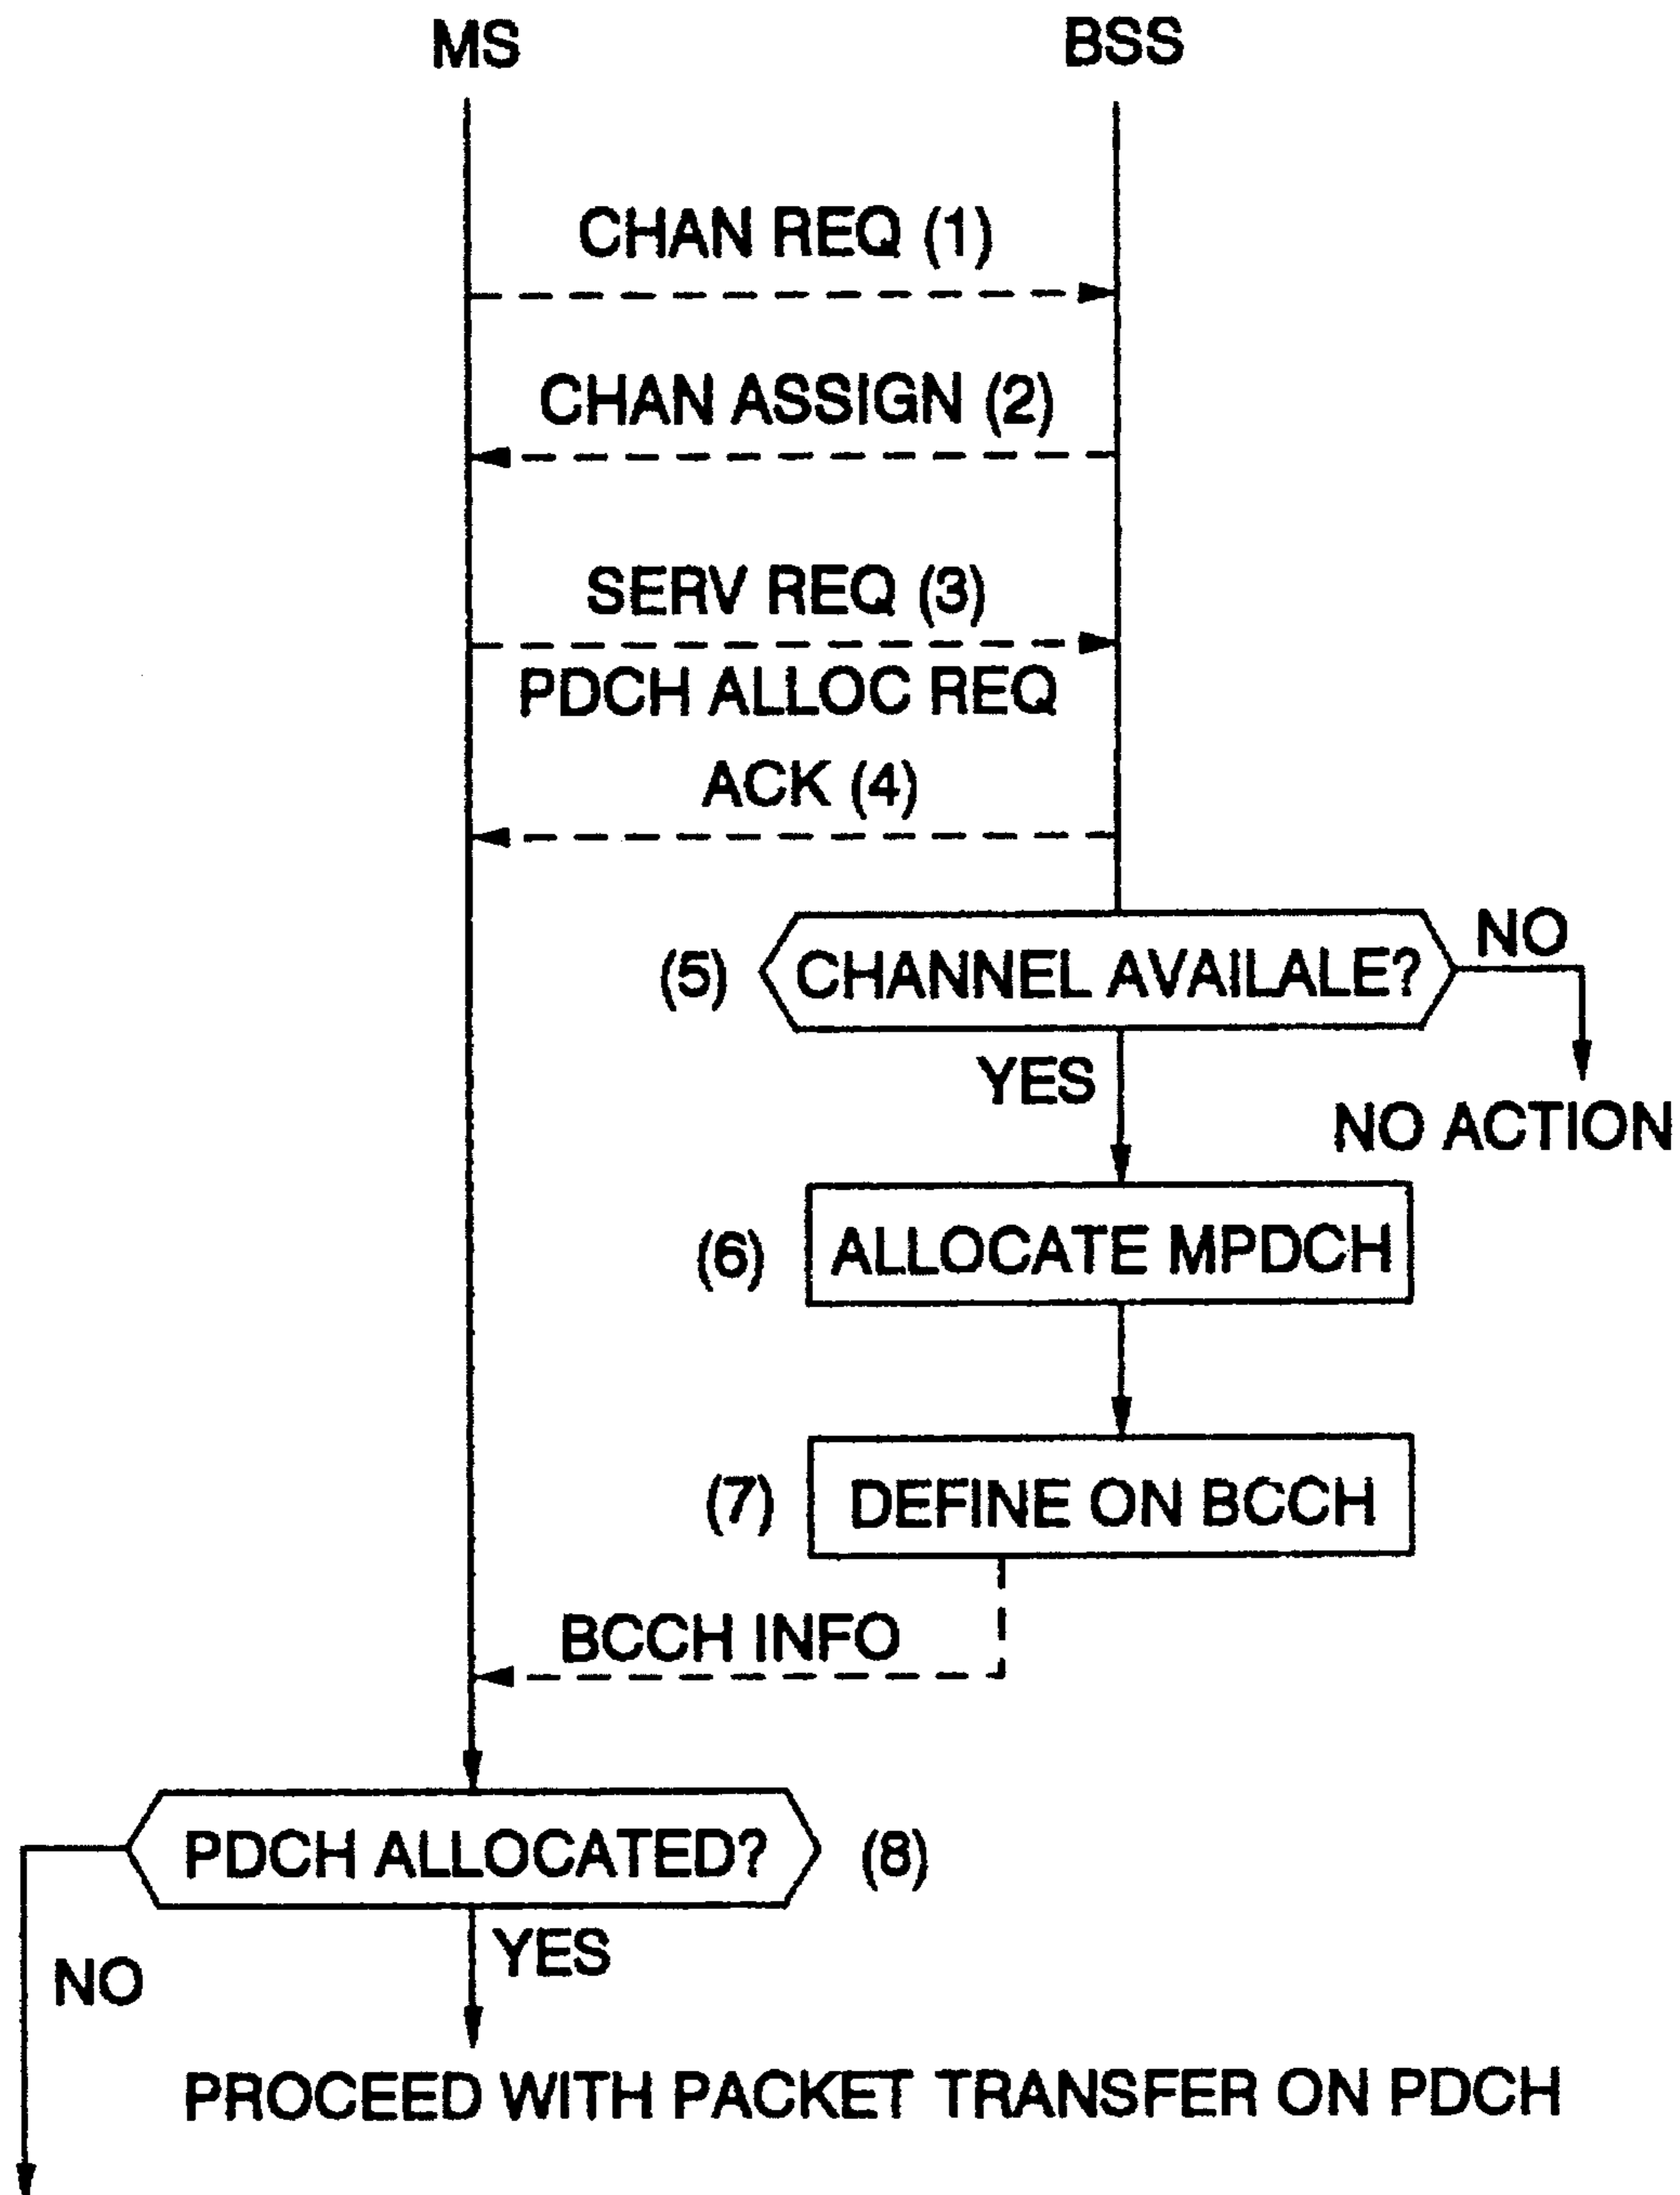 MS BSS
CHAN REQ (1)
CHAN ASSIGN (2)
SERV REQ (3)
PDCH ALLOC REQ
ACK (4)
(5) CHANNEL AVAILALE? NO
YES
NO ACTION
(6) ALLOCATE MPDCH
(7) DEFINE ON BCCH
BCCH INFO
PDCH ALLOCATED? (8)
YES
NO
PROCEED WITH PACKET TRANSFER ON PDCH